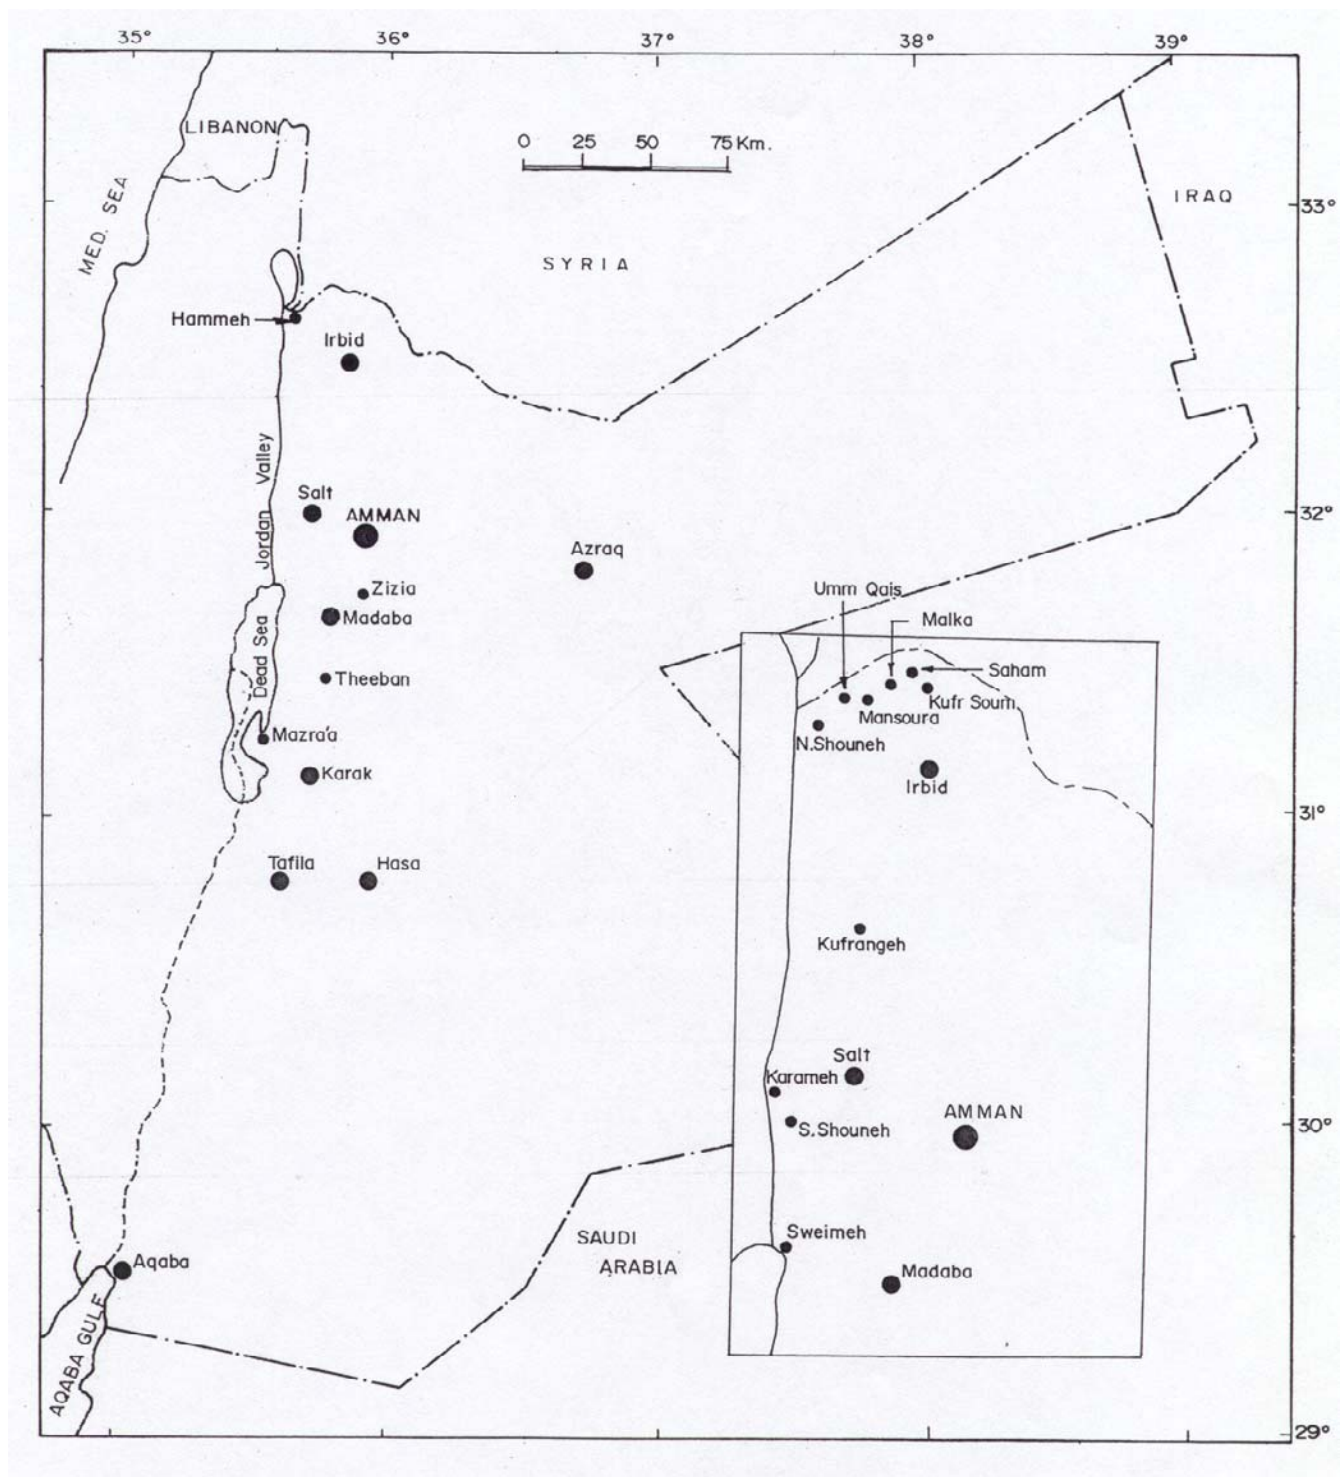 35° 36° 37° 38° 39°
LIBANON
0 25 50 75 Km.
MED. SEA
IRAQ
33°
SYRIA
Hammeh
Irbid
Jordan Valley
Salt
AMMAN
32°
Azraq
Zizia
Madaba
Umm Qais
Malka
Dead Sea
Theeban
Saham
Kufr Soum
Mansoura
N.Shouneh
Mazra'a
Karak
Irbid
31°
Tafila
Hasa
Kufrangeh
Salt
Karameh
AMMAN
S.Shouneh
30°
Sweimeh
SAUDI
ARABIA
Aqaba
Madaba
AQABA GULF
29°